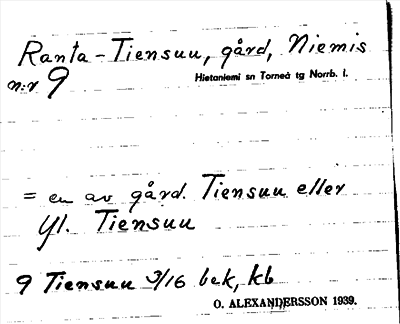 Ranta-Tiensuu, gård, Niemis
n:r 9 Hietaniemi sn Torneå tg Norrb. l.
= en av gård. Tiensuu eller
Yl. Tiensuu
9 Tiensuu 3/16 bek, kb
O. ALEXANDERSSON 1939.